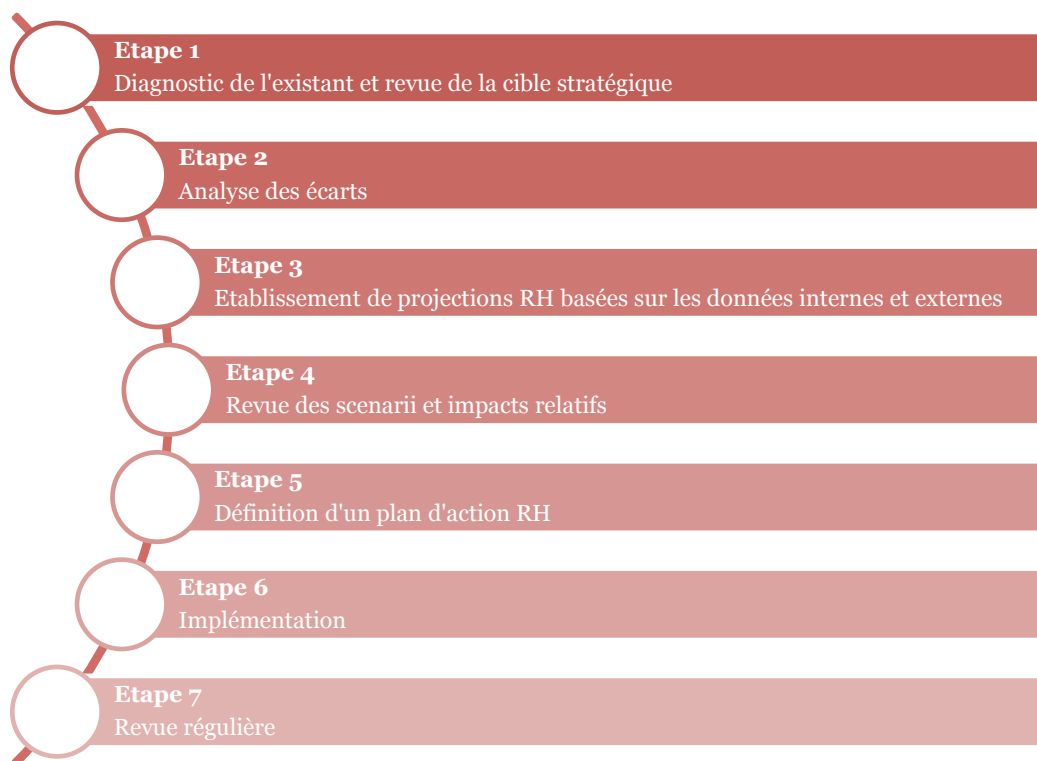 Etape 1
Diagnostic de l'existant et revue de la cible stratégique
Etape 2
Analyse des écarts
Etape 3
Etablissement de projections RH basées sur les données internes et externes
Etape 4
Revue des scenarii et impacts relatifs
Etape 5
Définition d'un plan d'action RH
Etape 6
Implémentation
Etape 7
Revue régulière